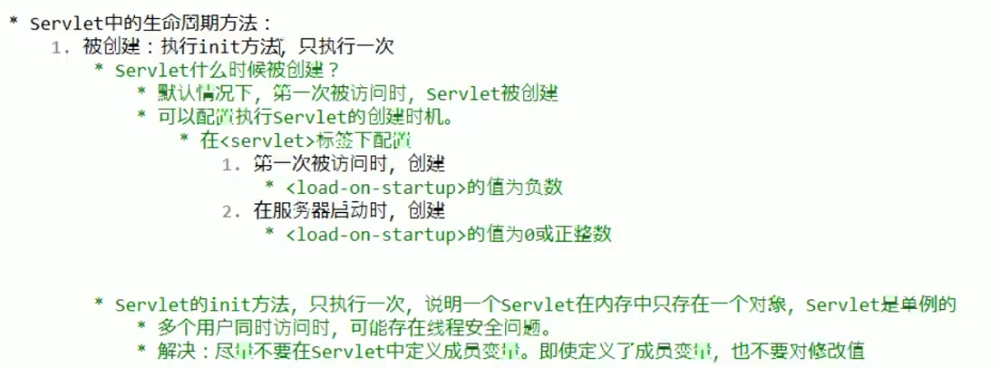 * Servlet中的生命周期方法：
1. 被创建：执行init方法，只执行一次
* Servlet什么时候被创建？
* 默认情况下，第一次被访问时，Servlet被创建
* 可以配置执行Servlet的创建时机。
* 在<servlet>标签下配置
1. 第一次被访问时，创建
* <load-on-startup>的值为负数
2. 在服务器启动时，创建
* <load-on-startup>的值为0或正整数
* Servlet的init方法，只执行一次，说明一个Servlet在内存中只存在一个对象，Servlet是单例的
* 多个用户同时访问时，可能存在线程安全问题。
* 解决：尽量不要在Servlet中定义成员变量。即使定义了成员变量，也不要对修改值